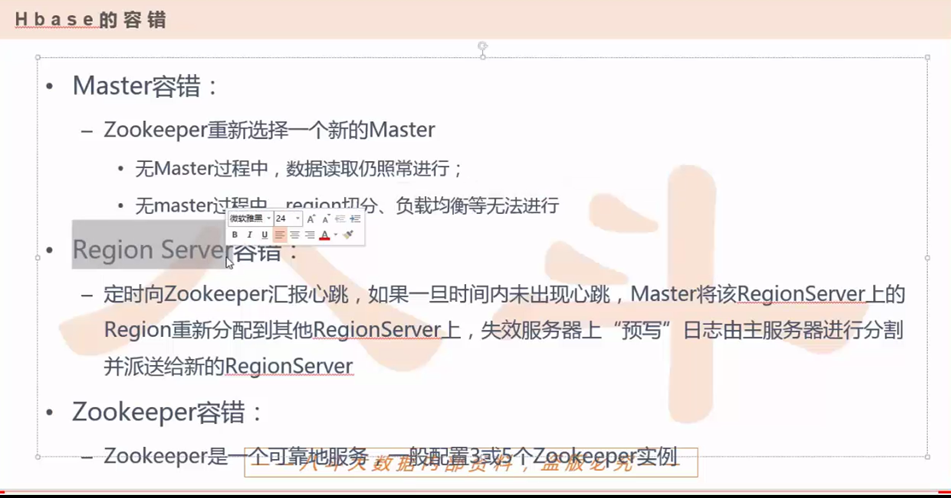 Hbase的容错
• Master容错：
– Zookeeper重新选择一个新的Master
• 无Master过程中，数据读取仍照常进行；
• 无master过程中，region切分、负载均衡等无法进行
微软雅黑 24 A A
B I U A
• Region Server容错：
– 定时向Zookeeper汇报心跳，如果一旦时间内未出现心跳，Master将该RegionServer上的
Region重新分配到其他RegionServer上，失效服务器上“预写”日志由主服务器进行分割
并派送给新的RegionServer
• Zookeeper容错：
– Zookeeper是一个可靠地服务，一般配置3或5个Zookeeper实例
八斗大数据内部资料，盗版必究
八斗